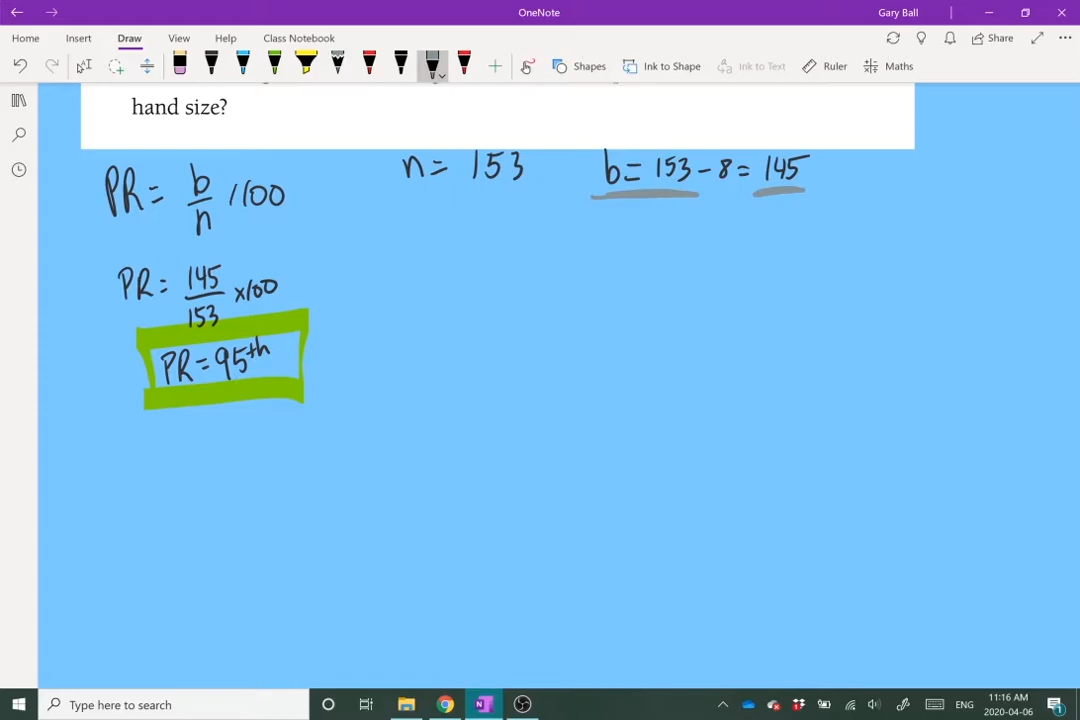 OneNote
Gary Ball
Home Insert Draw View Help Class Notebook
Share
Shapes Ink to Shape Ink to Text Ruler Maths
hand size?
n = 153
b = 153 - 8 = 145
PR = b/n /100
PR = 145/153 x100
PR = 95th
Type here to search
ENG
11:16 AM
2020-04-06
1